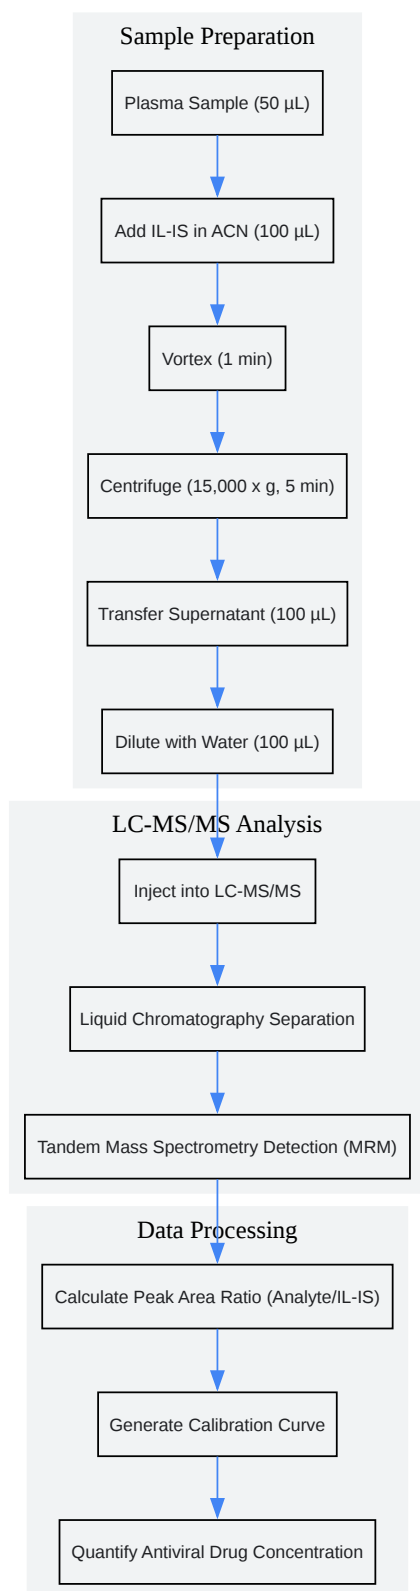 Sample Preparation
Plasma Sample (50 µL)
Add IL-IS in ACN (100 µL)
Vortex (1 min)
Centrifuge (15,000 x g, 5 min)
Transfer Supernatant (100 µL)
Dilute with Water (100 µL)
LC-MS/MS Analysis
Inject into LC-MS/MS
Liquid Chromatography Separation
Tandem Mass Spectrometry Detection (MRM)
Data Processing
Calculate Peak Area Ratio (Analyte/IL-IS)
Generate Calibration Curve
Quantify Antiviral Drug Concentration